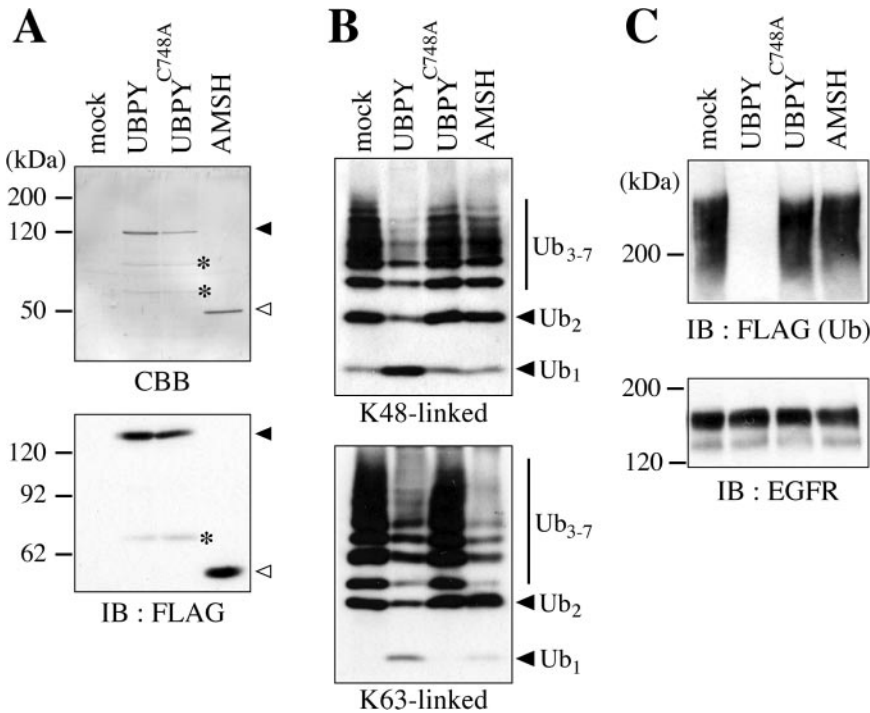 A
mock
UBPY
UBPY C748A
AMSH
(kDa)
200
120
50
*
*
CBB
120
92
62
*
IB : FLAG
B
mock
UBPY
UBPY C748A
AMSH
Ub3-7
Ub2
Ub1
K48-linked
Ub3-7
Ub2
Ub1
K63-linked
C
mock
UBPY
UBPY C748A
AMSH
(kDa)
200
IB : FLAG (Ub)
200
120
IB : EGFR